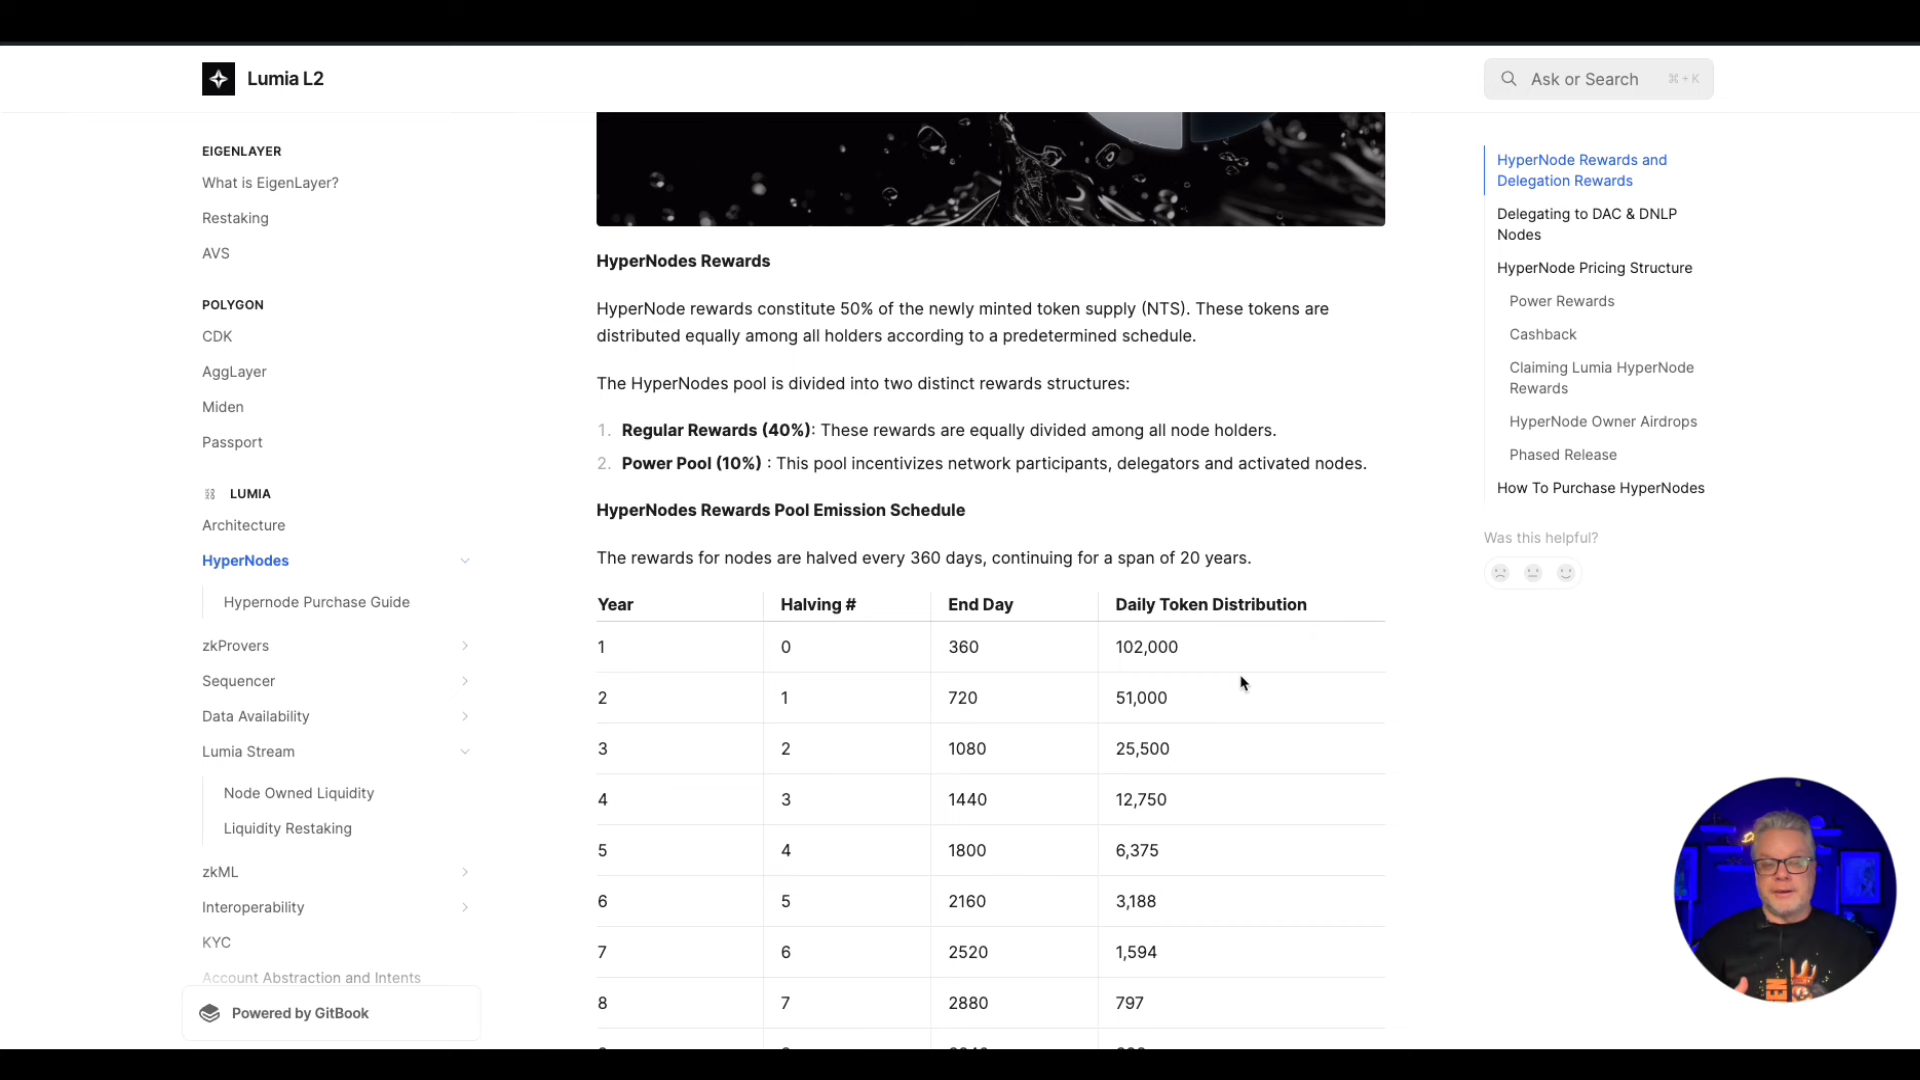 Lumia L2
Ask or Search ⌘ + K
EIGENLAYER
What is EigenLayer?
Restaking
AVS
POLYGON
CDK
AggLayer
Miden
Passport
LUMIA
Architecture
HyperNodes
Hypernode Purchase Guide
zkProvers
Sequencer
Data Availability
Lumia Stream
Node Owned Liquidity
Liquidity Restaking
zkML
Interoperability
KYC
Account Abstraction and Intents
Powered by GitBook
HyperNodes Rewards
HyperNode rewards constitute 50% of the newly minted token supply (NTS). These tokens are
distributed equally among all holders according to a predetermined schedule.
The HyperNodes pool is divided into two distinct rewards structures:
1. Regular Rewards (40%): These rewards are equally divided among all node holders.
2. Power Pool (10%) : This pool incentivizes network participants, delegators and activated nodes.
HyperNodes Rewards Pool Emission Schedule
The rewards for nodes are halved every 360 days, continuing for a span of 20 years.
Year Halving # End Day Daily Token Distribution
1 0 360 102,000
2 1 720 51,000
3 2 1080 25,500
4 3 1440 12,750
5 4 1800 6,375
6 5 2160 3,188
7 6 2520 1,594
8 7 2880 797
HyperNode Rewards and
Delegation Rewards
Delegating to DAC & DNLP
Nodes
HyperNode Pricing Structure
Power Rewards
Cashback
Claiming Lumia HyperNode
Rewards
HyperNode Owner Airdrops
Phased Release
How To Purchase HyperNodes
Was this helpful?